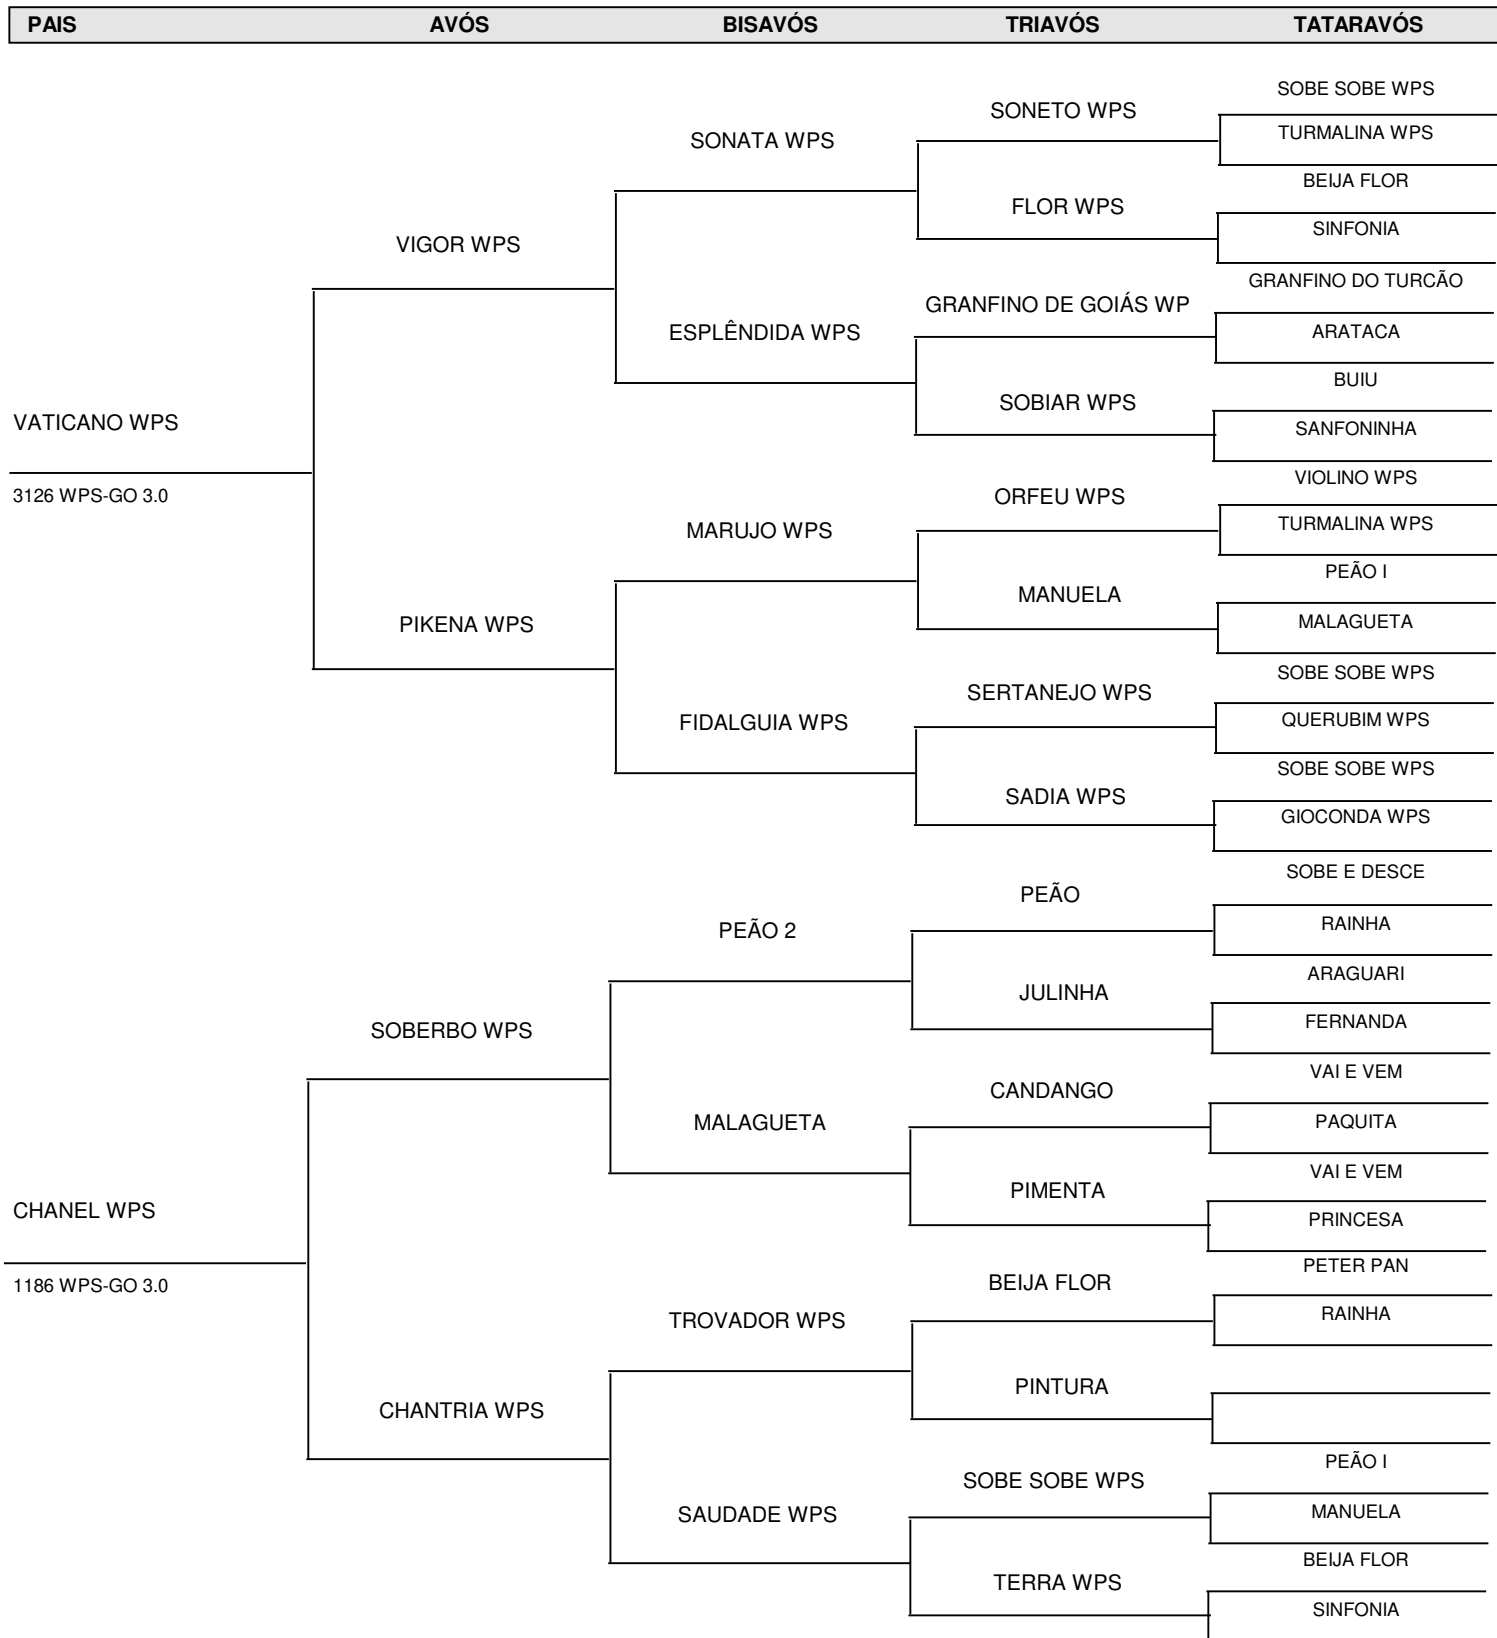 PAIS AVÓS BISAVÓS TRIAVÓS TATARAVÓS
SOBE SOBE WPS
SONETO WPS
TURMALINA WPS
SONATA WPS
BEIJA FLOR
FLOR WPS
SINFONIA
VIGOR WPS
GRANFINO DO TURCÃO
GRANFINO DE GOIÁS WP
ARATACA
ESPLÊNDIDA WPS
BUIU
SOBIAR WPS
VATICANO WPS
SANFONINHA
VIOLINO WPS
3126 WPS-GO 3.0
ORFEU WPS
TURMALINA WPS
MARUJO WPS
PEÃO I
MANUELA
MALAGUETA
PIKENA WPS
SOBE SOBE WPS
SERTANEJO WPS
QUERUBIM WPS
FIDALGUIA WPS
SOBE SOBE WPS
SADIA WPS
GIOCONDA WPS
SOBE E DESCE
PEÃO
RAINHA
PEÃO 2
ARAGUARI
JULINHA
FERNANDA
SOBERBO WPS
VAI E VEM
CANDANGO
PAQUITA
MALAGUETA
VAI E VEM
PIMENTA
CHANEL WPS
PRINCESA
PETER PAN
1186 WPS-GO 3.0
BEIJA FLOR
RAINHA
TROVADOR WPS
PINTURA
CHANTRIA WPS
PEÃO I
SOBE SOBE WPS
MANUELA
SAUDADE WPS
BEIJA FLOR
TERRA WPS
SINFONIA